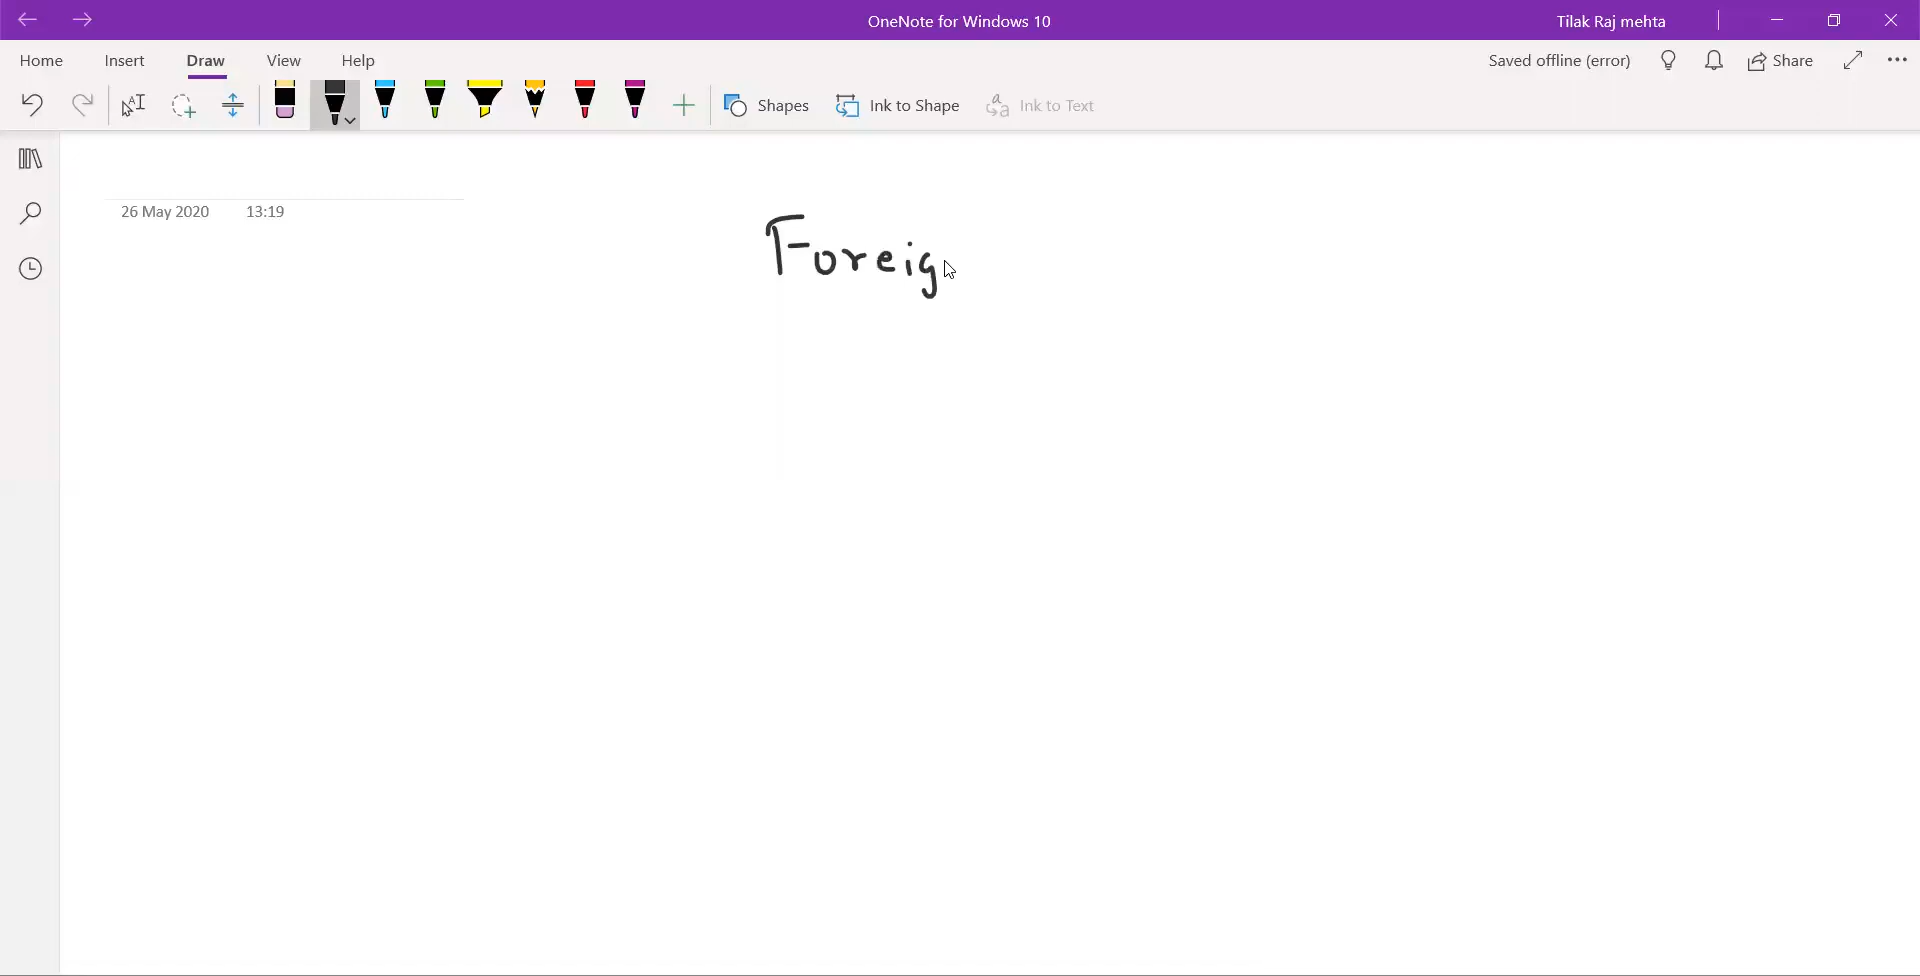 OneNote for Windows 10
Tilak Raj mehta
Home Insert Draw View Help
Saved offline (error) Share
Shapes Ink to Shape Ink to Text
26 May 2020 13:19
Foreig